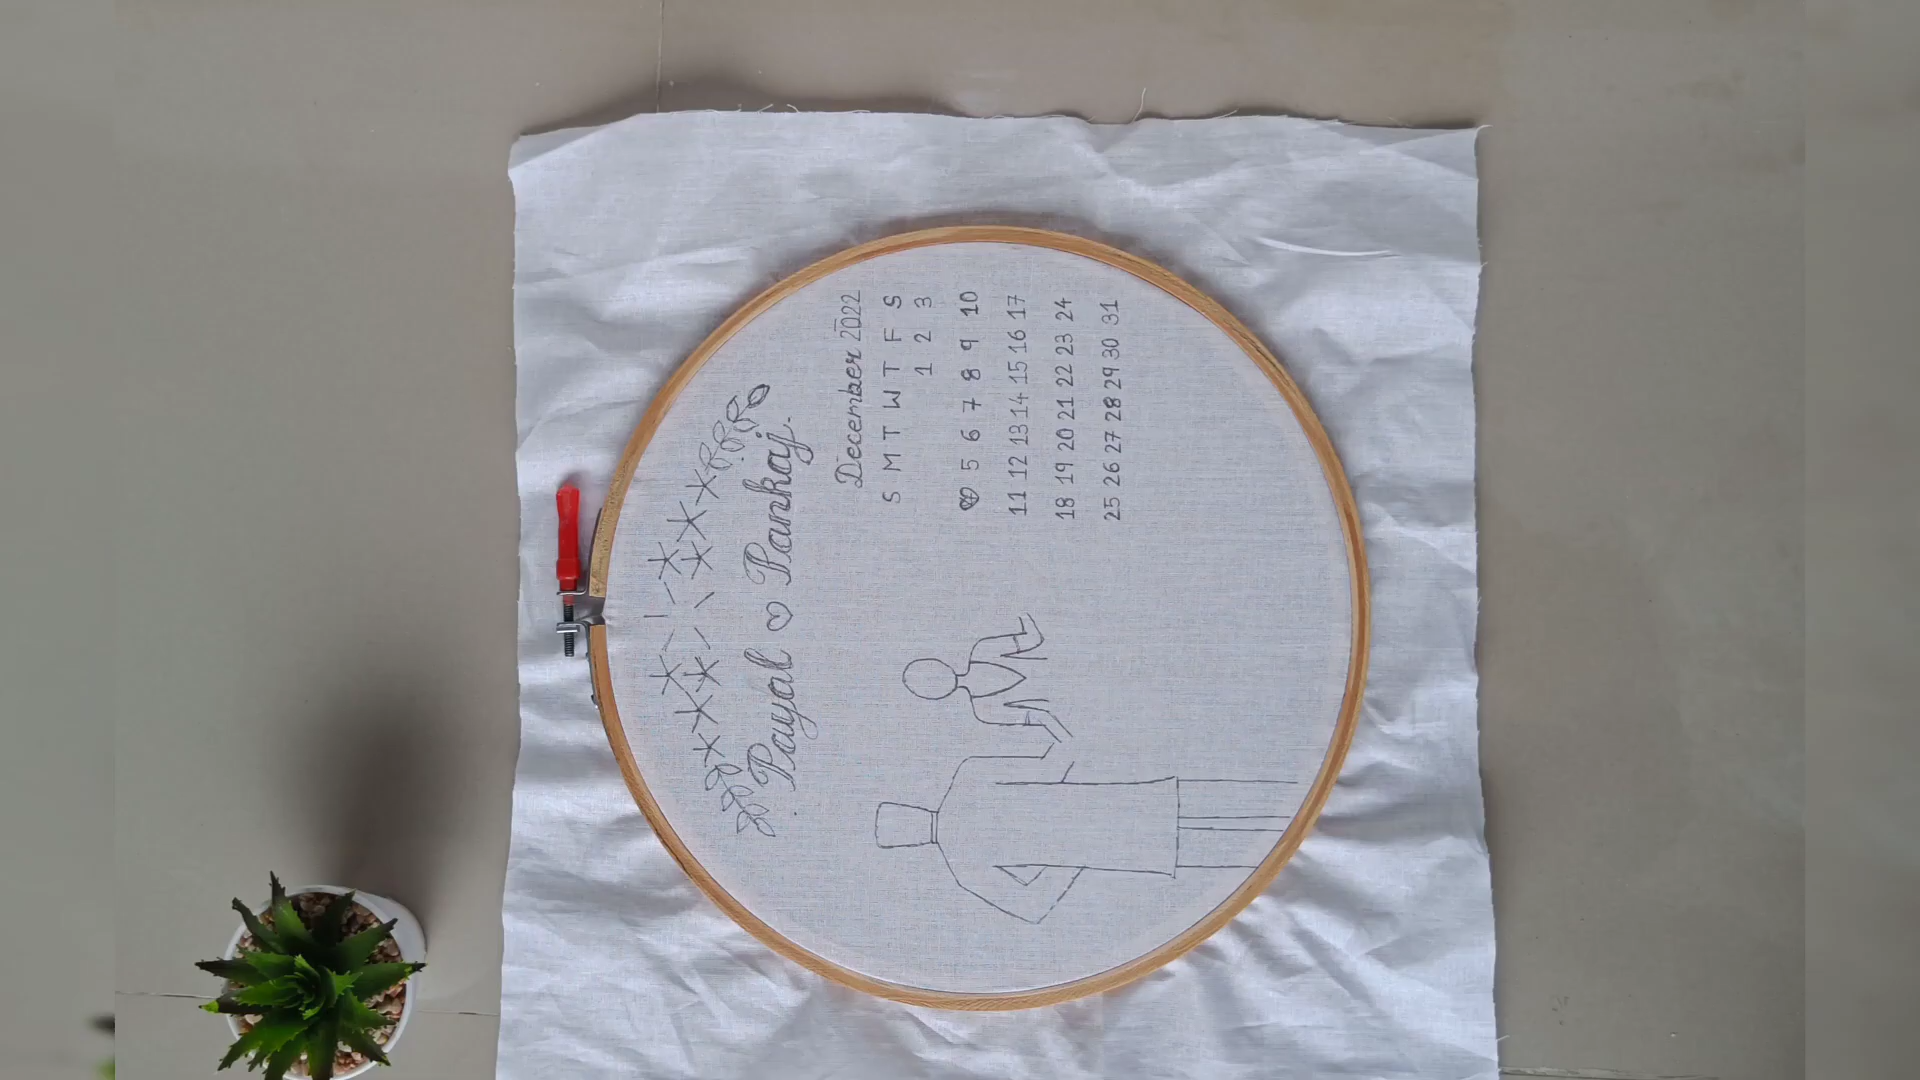 Payal ♡ Pankaj.
December 2022
S M T W T F S
1 2 3
♡ 5 6 7 8 9 10
11 12 13 14 15 16 17
18 19 20 21 22 23 24
25 26 27 28 29 30 31